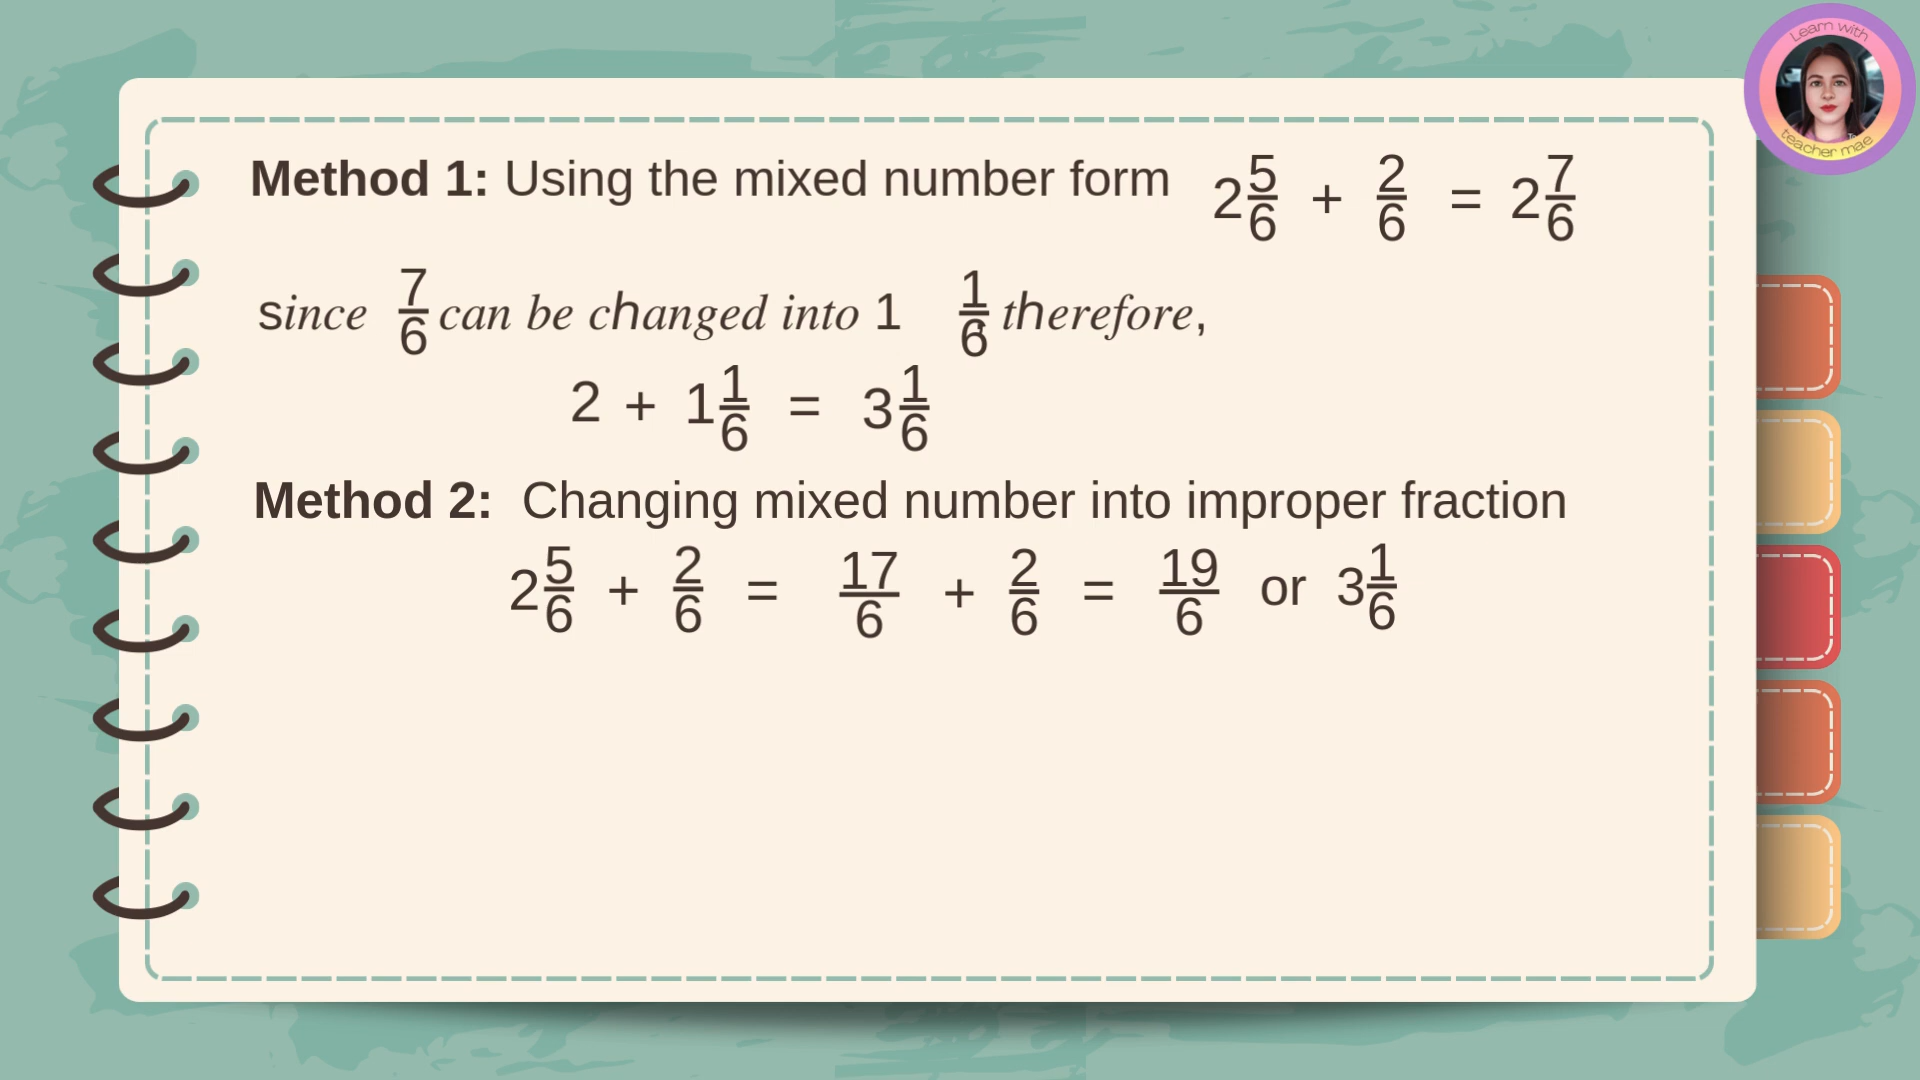 Learn with
teacher mae
Method 1: Using the mixed number form 2 5/6 + 2/6 = 2 7/6
since 7/6 can be changed into 1 1/6 therefore,
2 + 1 1/6 = 3 1/6
Method 2: Changing mixed number into improper fraction
2 5/6 + 2/6 = 17/6 + 2/6 = 19/6 or 3 1/6